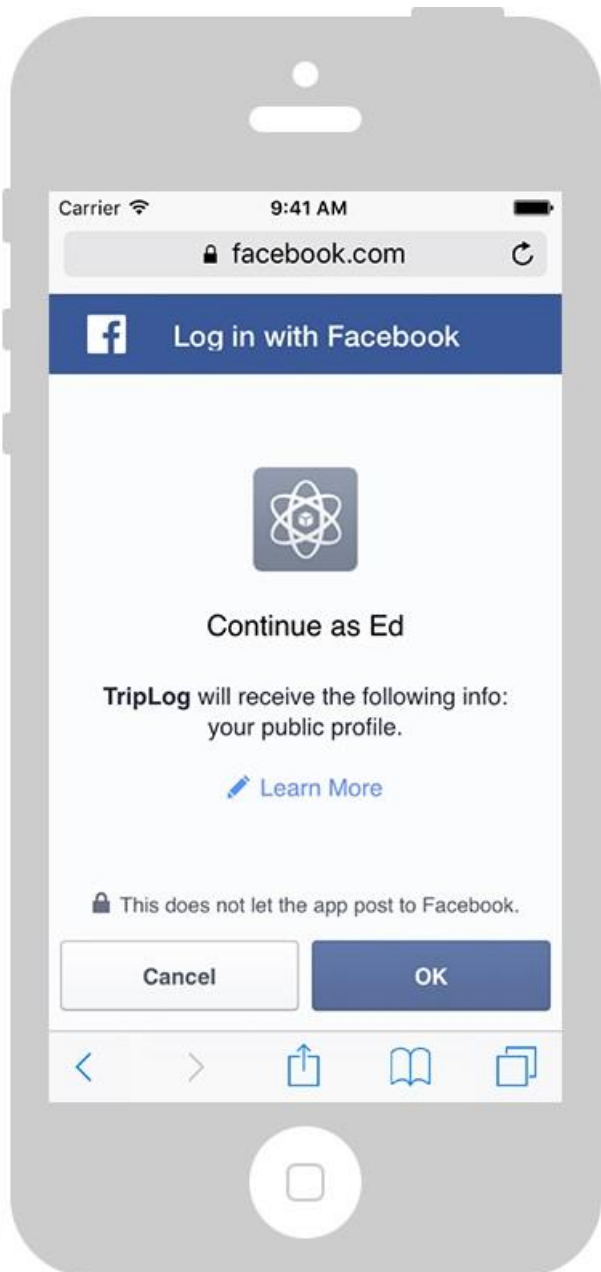 Carrier 9:41 AM
facebook.com
f Log in with Facebook
Continue as Ed
TripLog will receive the following info:
your public profile.
Learn More
This does not let the app post to Facebook.
Cancel OK